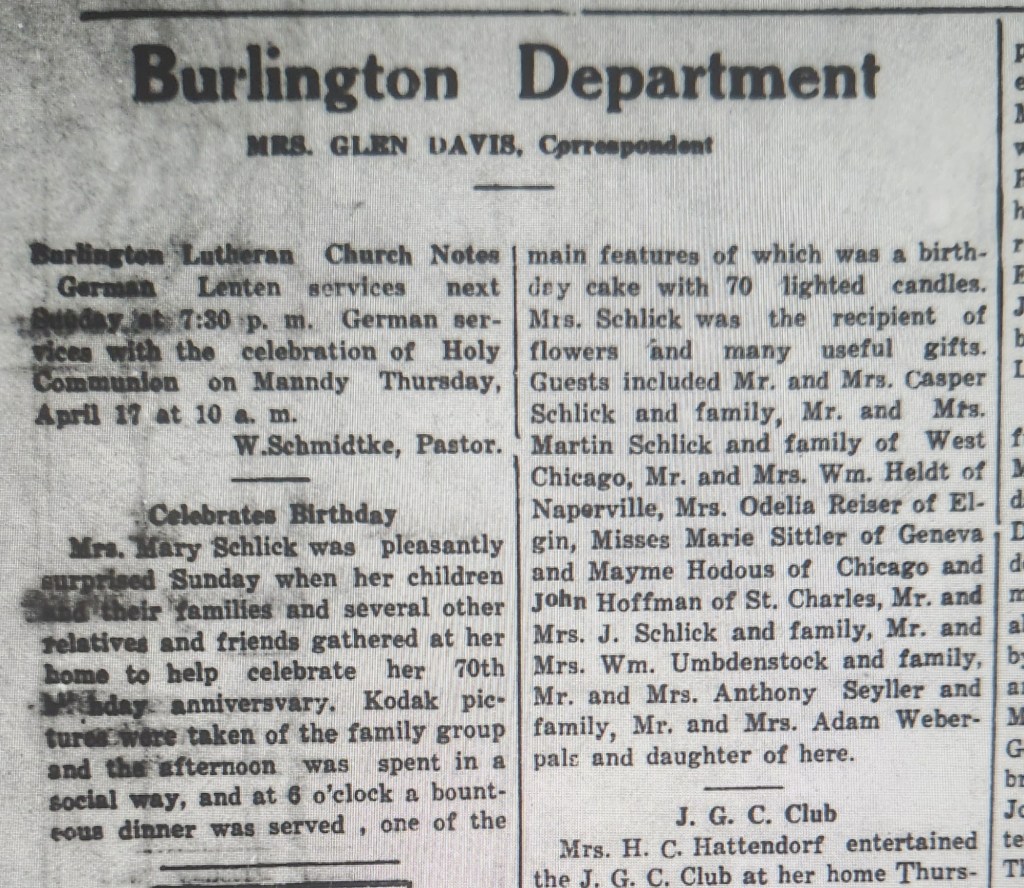 Burlington Department
MRS. GLEN DAVIS, Correspondent
Burlington Lutheran Church Notes
German Lenten services next
Sunday at 7:30 p. m. German ser-
vices with the celebration of Holy
Communion on Manndy Thursday,
April 17 at 10 a. m.
W.Schmidtke, Pastor.
Celebrates Birthday
Mrs. Mary Schlick was pleasantly
surprised Sunday when her children
and their families and several other
relatives and friends gathered at her
home to help celebrate her 70th
anniversvary. Kodak pic-
tures were taken of the family group
and the afternoon was spent in a
social way, and at 6 o'clock a bount-
eous dinner was served , one of the
main features of which was a birth-
day cake with 70 lighted candles.
Mrs. Schlick was the recipient of
flowers and many useful gifts.
Guests included Mr. and Mrs. Casper
Schlick and family, Mr. and Mrs.
Martin Schlick and family of West
Chicago, Mr. and Mrs. Wm. Heldt of
Naperville, Mrs. Odelia Reiser of El-
gin, Misses Marie Sittler of Geneva
and Mayme Hodous of Chicago and
John Hoffman of St. Charles, Mr. and
Mrs. J. Schlick and family, Mr. and
Mrs. Wm. Umbdenstock and family,
Mr. and Mrs. Anthony Seyller and
family, Mr. and Mrs. Adam Weber-
pals and daughter of here.
J. G. C. Club
Mrs. H. C. Hattendorf entertained
the J. G. C. Club at her home Thurs-